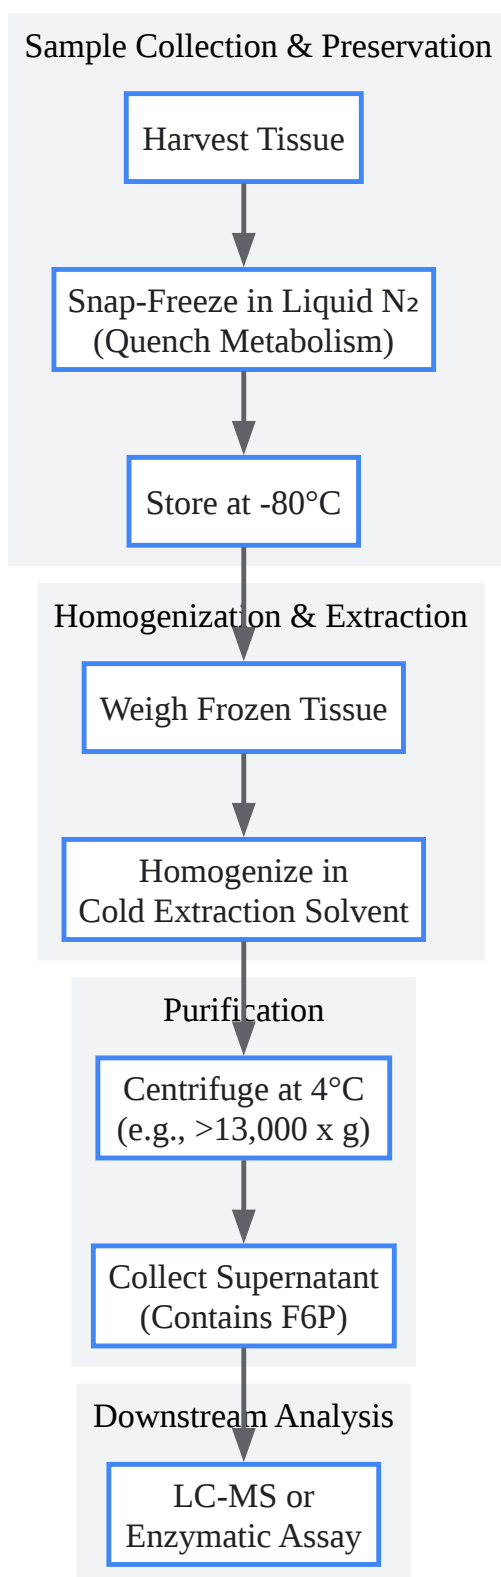 Sample Collection & Preservation
Harvest Tissue
Snap-Freeze in Liquid N₂
(Quench Metabolism)
Store at -80°C
Homogenization & Extraction
Weigh Frozen Tissue
Homogenize in
Cold Extraction Solvent
Purification
Centrifuge at 4°C
(e.g., >13,000 x g)
Collect Supernatant
(Contains F6P)
Downstream Analysis
LC-MS or
Enzymatic Assay